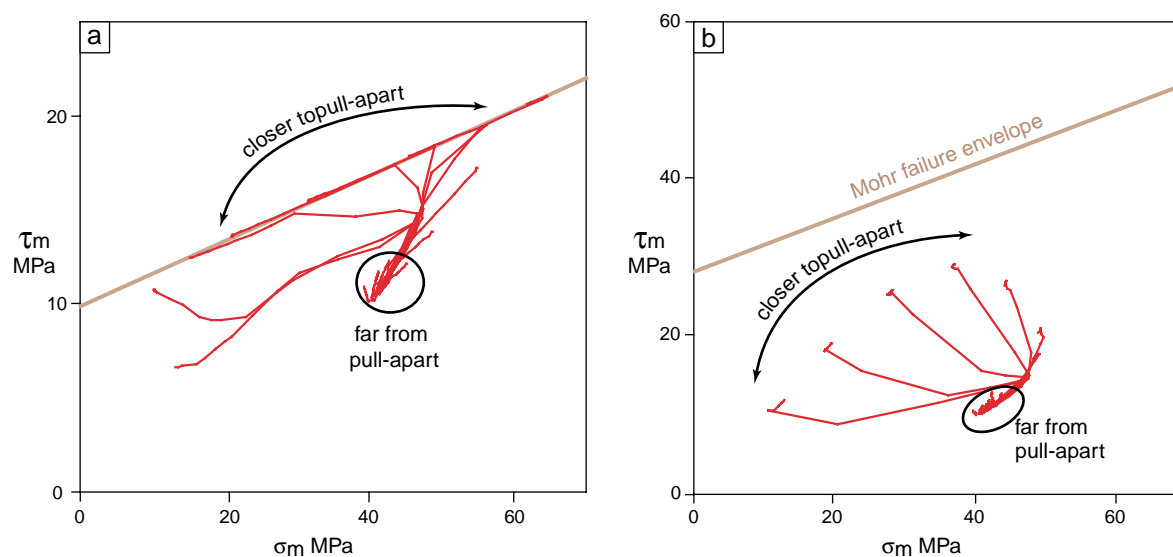 a
closer topull-apart
20
τm
MPa
10
far from
pull-apart
0
0
20
40
60
σm MPa
b
60
Mohr failure envelope
40
closer topull-apart
τm
MPa
20
far from
pull-apart
0
0
20
40
60
σm MPa